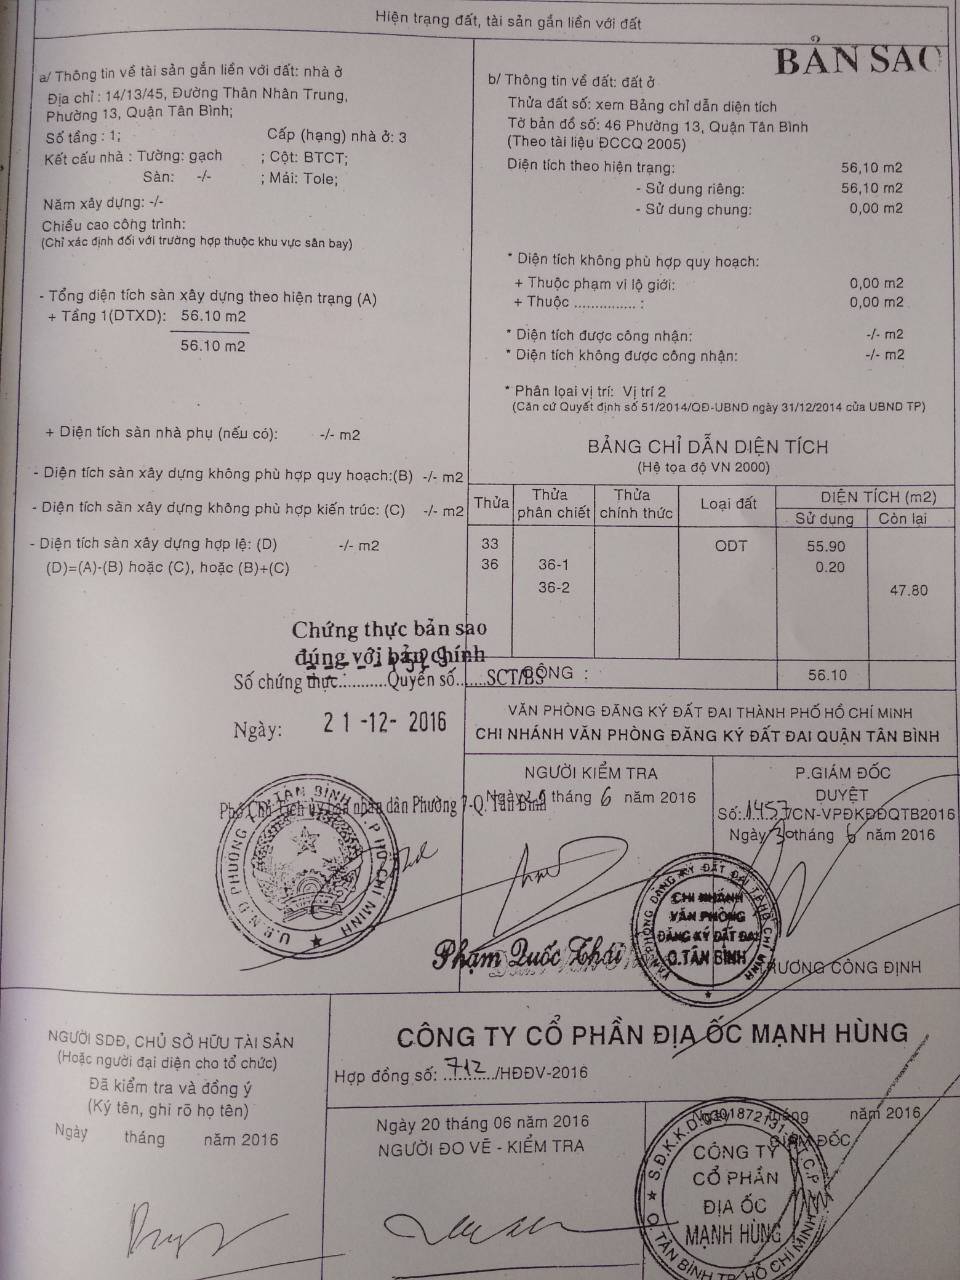 Hiện trạng đất, tài sản gắn liền với đất
BẢN SAO
a/ Thông tin về tài sản gắn liền với đất: nhà ở
Địa chỉ : 14/13/45, Đường Thân Nhân Trung,
Phường 13, Quận Tân Bình;
Số tầng : 1; Cấp (hạng) nhà ở: 3
Kết cấu nhà : Tường: gạch ; Cột: BTCT;
Sàn: -/- ; Mái: Tole;
Năm xây dựng: -/-
Chiều cao công trình:
(Chỉ xác định đối với trường hợp thuộc khu vực sân bay)
- Tổng diện tích sàn xây dựng theo hiện trạng (A)
+ Tầng 1(DTXD): 56.10 m2
56.10 m2
+ Diện tích sàn nhà phụ (nếu có): -/- m2
- Diện tích sàn xây dựng không phù hợp quy hoạch:(B) -/- m2
- Diện tích sàn xây dựng không phù hợp kiến trúc: (C) -/- m2
- Diện tích sàn xây dựng hợp lệ: (D) -/- m2
(D)=(A)-(B) hoặc (C), hoặc (B)+(C)
b/ Thông tin về đất: đất ở
Thửa đất số: xem Bảng chỉ dẫn diện tích
Tờ bản đồ số: 46 Phường 13, Quận Tân Bình
(Theo tài liệu ĐCCQ 2005)
Diện tích theo hiện trạng: 56,10 m2
- Sử dụng riêng: 56,10 m2
- Sử dụng chung: 0,00 m2
* Diện tích không phù hợp quy hoạch:
+ Thuộc phạm vi lộ giới: 0,00 m2
+ Thuộc ............... : 0,00 m2
* Diện tích được công nhận: -/- m2
* Diện tích không được công nhận: -/- m2
* Phân loại vị trí: Vị trí 2
(Căn cứ Quyết định số 51/2014/QĐ-UBND ngày 31/12/2014 của UBND TP)
BẢNG CHỈ DẪN DIỆN TÍCH
(Hệ tọa độ VN 2000)
Thửa Thửa phân chiết Thửa chính thức Loại đất DIỆN TÍCH (m2)
Sử dụng Còn lại
33 ODT 55.90
36 36-1 0.20
36-2 47.80
CỘNG : 56.10
Chứng thực bản sao
đúng với bản chính
Số chứng thực:..........Quyển số.......SCT/BS
Ngày: 21-12-2016
Phó Chủ Tịch ủy ban nhân dân Phường 7-Q. Tân Bình
U.B.N.D PHƯỜNG 7 Q. TÂN BÌNH T.P HỒ CHÍ MINH
Phạm Quốc Thái
VĂN PHÒNG ĐĂNG KÝ ĐẤT ĐAI THÀNH PHỐ HỒ CHÍ MINH
CHI NHÁNH VĂN PHÒNG ĐĂNG KÝ ĐẤT ĐAI QUẬN TÂN BÌNH
NGƯỜI KIỂM TRA
tháng 6 năm 2016
P.GIÁM ĐỐC
DUYỆT
Số:.1457/CN-VPĐKĐĐQTB2016
Ngày 30 tháng 6 năm 2016
VĂN PHÒNG ĐĂNG KÝ ĐẤT ĐAI TP.HỒ CHÍ MINH
CHI NHÁNH
VĂN PHÒNG
ĐĂNG KÝ ĐẤT ĐAI
Q.TÂN BÌNH
TRƯƠNG CÔNG ĐỊNH
NGƯỜI SDĐ, CHỦ SỞ HỮU TÀI SẢN
(Hoặc người đại diện cho tổ chức)
Đã kiểm tra và đồng ý
(Ký tên, ghi rõ họ tên)
Ngày tháng năm 2016
CÔNG TY CỔ PHẦN ĐỊA ỐC MẠNH HÙNG
Hợp đồng số: 712/HĐDV-2016
Ngày 20 tháng 06 năm 2016
NGƯỜI ĐO VẼ - KIỂM TRA
Ngày tháng năm 2016
GIÁM ĐỐC
CÔNG TY
CỔ PHẦN
ĐỊA ỐC
MẠNH HÙNG
Q. TÂN BÌNH TP. HỒ CHÍ MINH